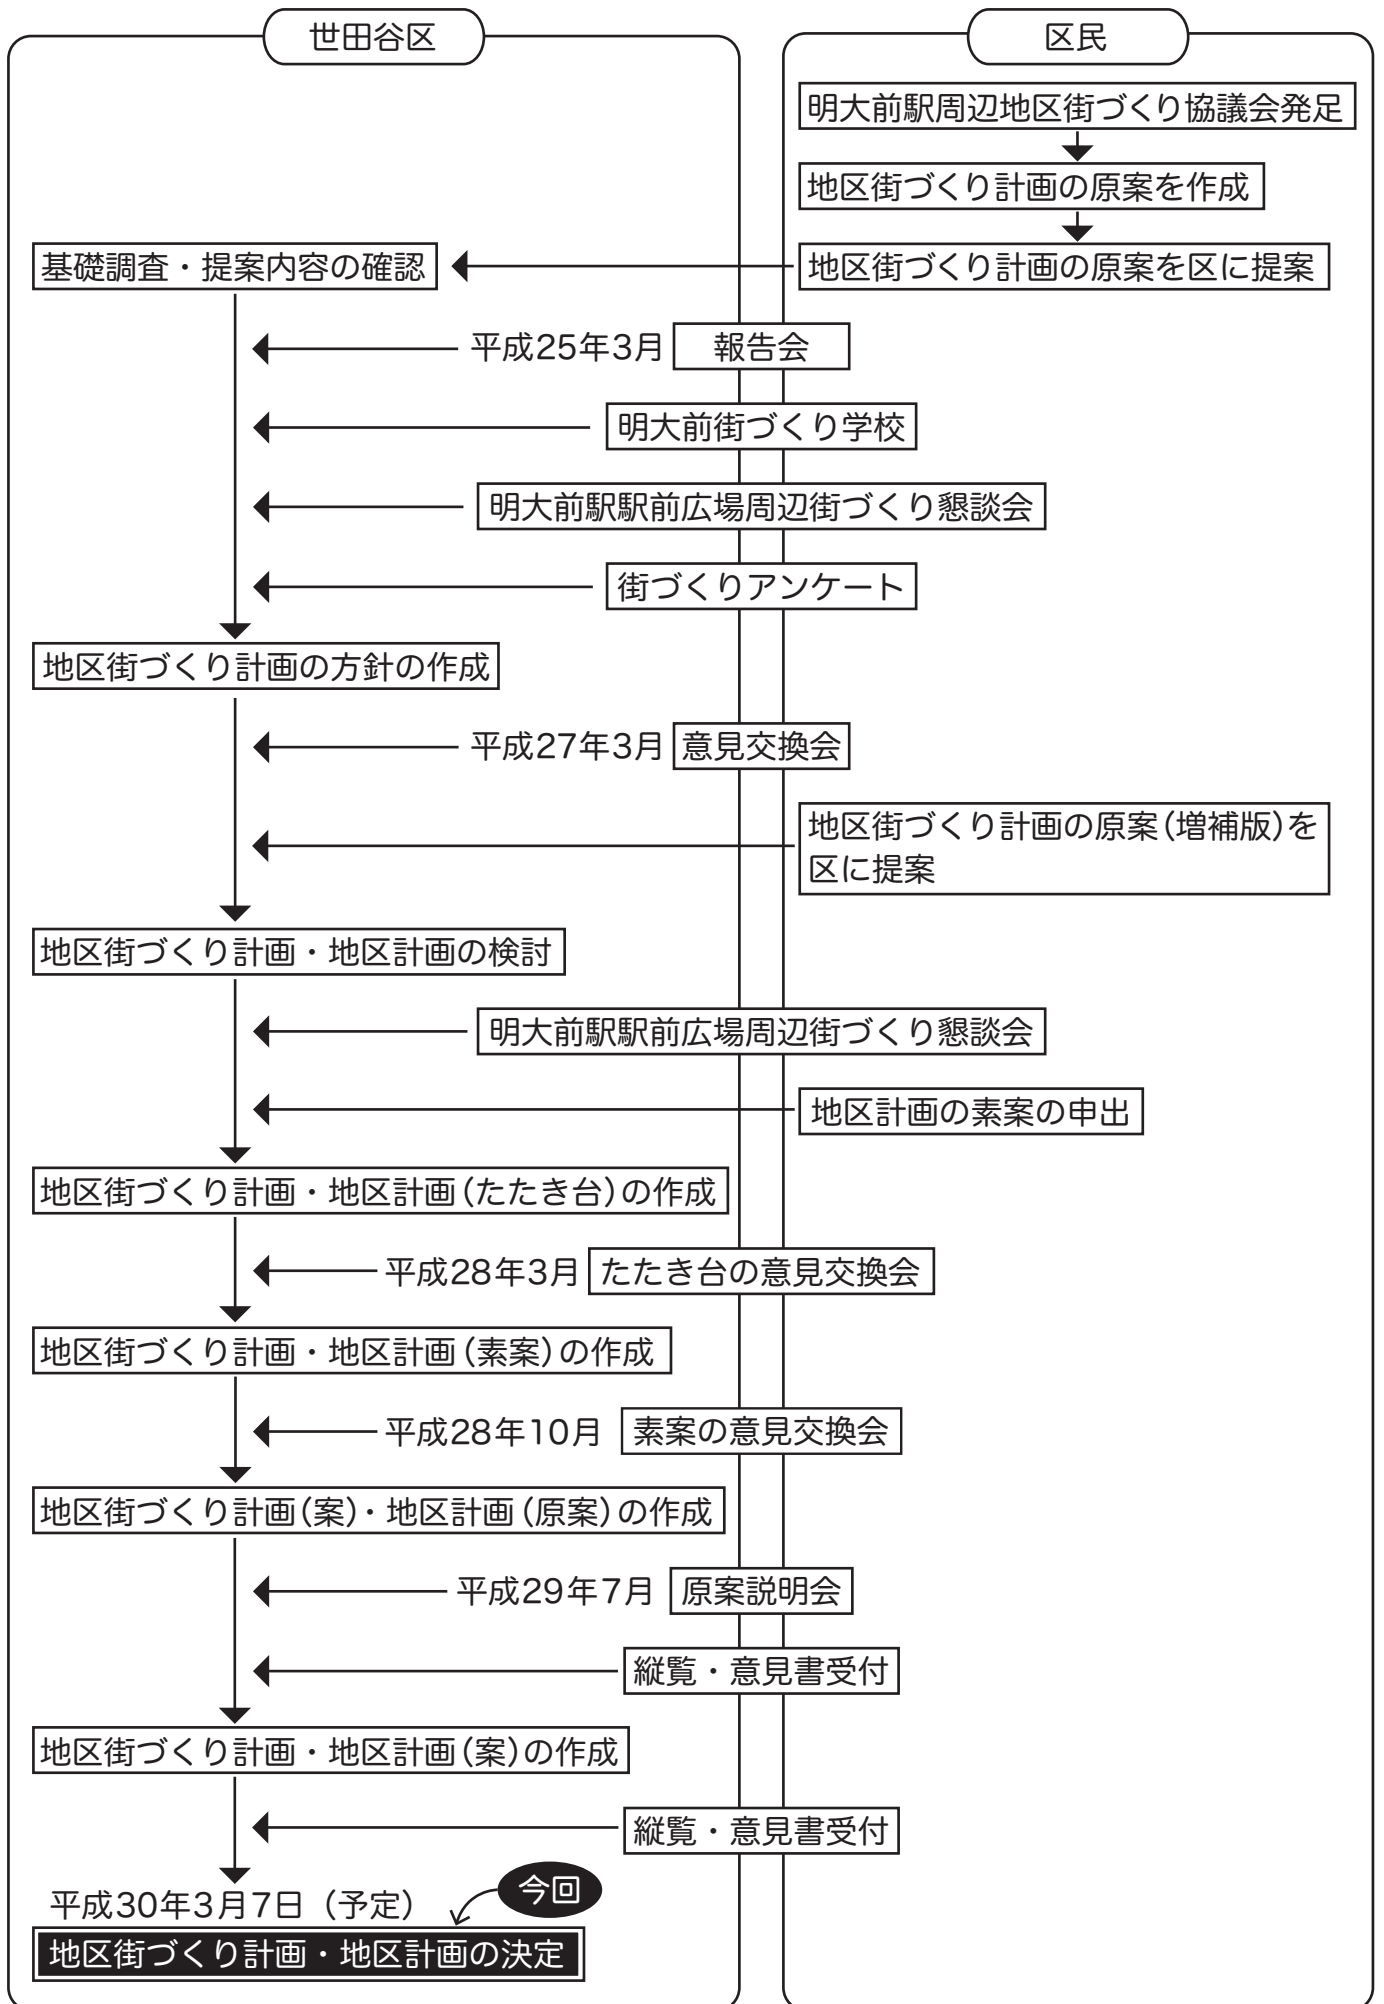 世田谷区
区民
明大前駅周辺地区街づくり協議会発足
地区街づくり計画の原案を作成
基礎調査・提案内容の確認
地区街づくり計画の原案を区に提案
平成25年3月
報告会
明大前街づくり学校
明大前駅駅前広場周辺街づくり懇談会
街づくりアンケート
地区街づくり計画の方針の作成
平成27年3月
意見交換会
地区街づくり計画の原案（増補版）を
区に提案
地区街づくり計画・地区計画の検討
明大前駅駅前広場周辺街づくり懇談会
地区計画の素案の申出
地区街づくり計画・地区計画（たたき台）の作成
平成28年3月
たたき台の意見交換会
地区街づくり計画・地区計画（素案）の作成
平成28年10月
素案の意見交換会
地区街づくり計画（案）・地区計画（原案）の作成
平成29年7月
原案説明会
縦覧・意見書受付
地区街づくり計画・地区計画（案）の作成
縦覧・意見書受付
今回
平成30年3月7日（予定）
地区街づくり計画・地区計画の決定